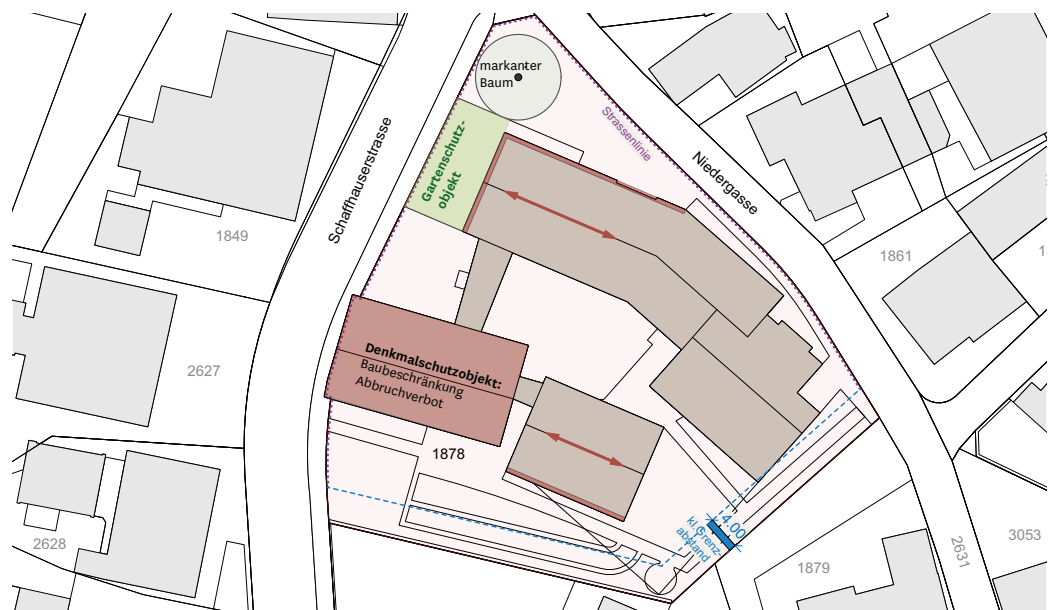 markanter
Baum
Gartenschutz-
objekt
Strassenlinie
Niedergasse
Schaffhauserstrasse
1849
1861
2627
Denkmalschutzobjekt:
Baubeschränkung
Abbruchverbot
1878
4.00
kl. Grenz-
abstand
2628
1879
2631
3053